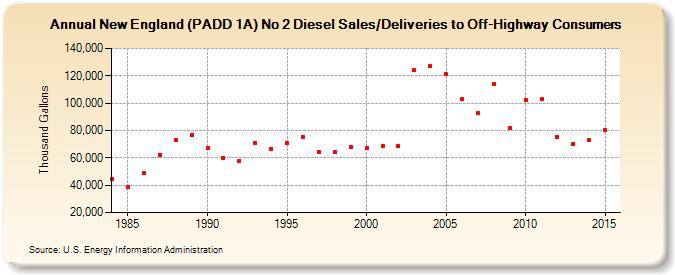 Annual New England (PADD 1A) No 2 Diesel Sales/Deliveries to Off-Highway Consumers
Thousand Gallons
140,000
120,000
100,000
80,000
60,000
40,000
20,000
1985 1990 1995 2000 2005 2010 2015
Source: U.S. Energy Information Administration